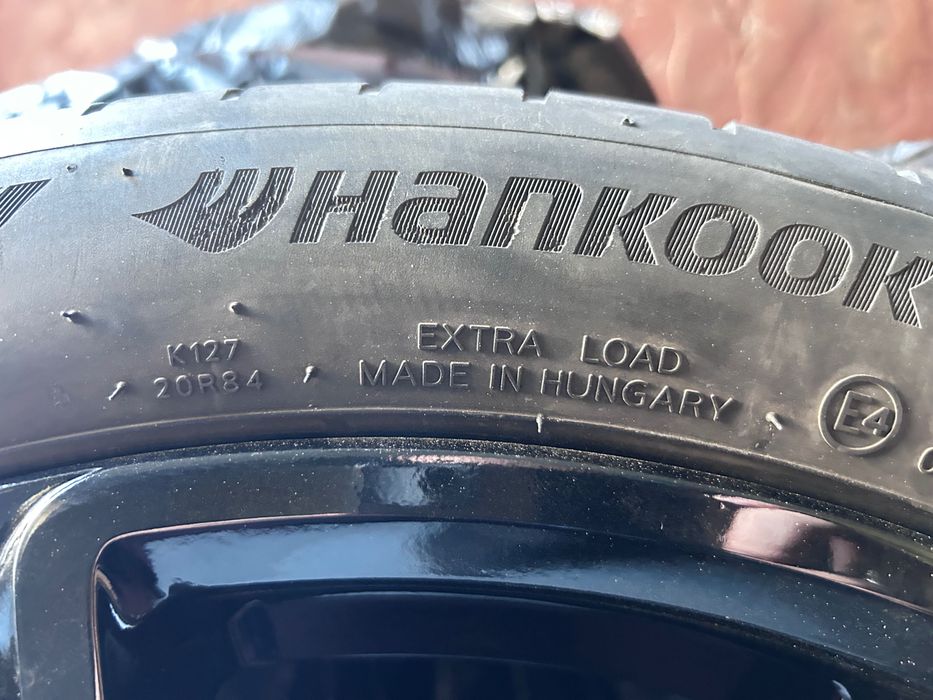 HANKOOK
K127
20R84
EXTRA LOAD
MADE IN HUNGARY
E4